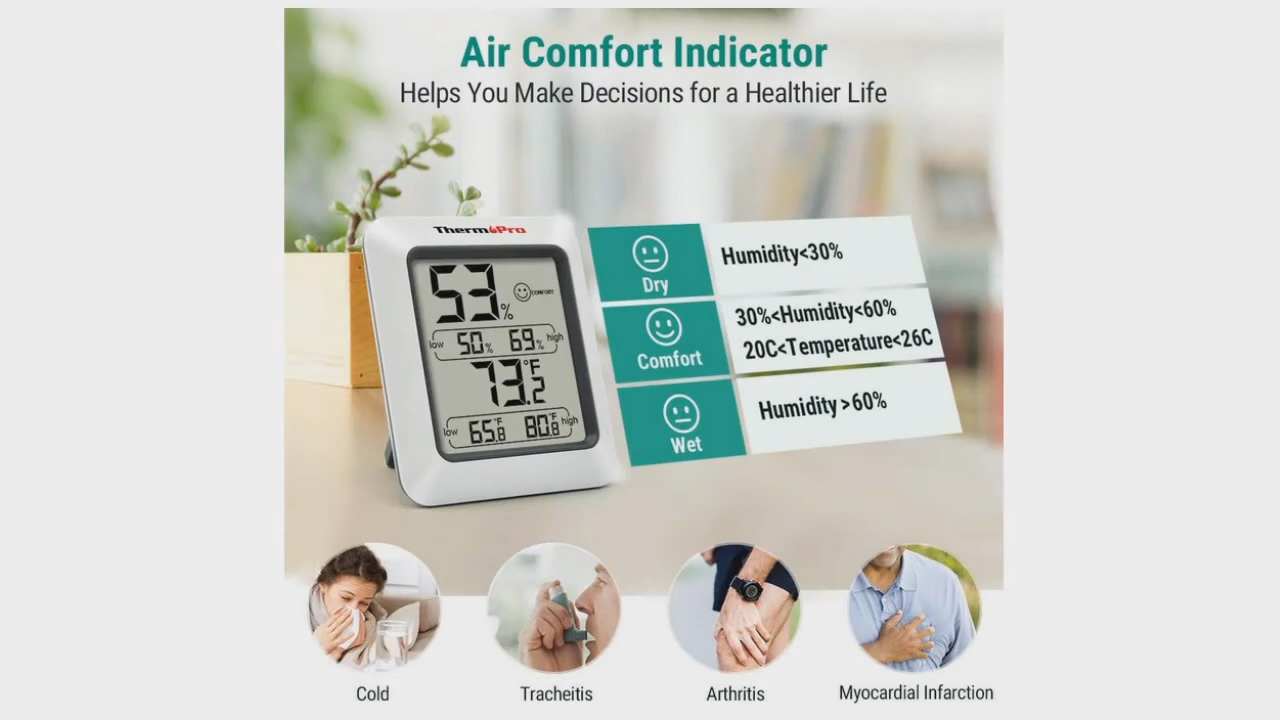 Air Comfort Indicator
Helps You Make Decisions for a Healthier Life
ThermoPro
53% COMFORT
low 50% 69% high
73.2°F
low 65.8°F 80.8°F high
Dry
Humidity<30%
Comfort
30%<Humidity<60%
20C<Temperature<26C
Wet
Humidity>60%
Cold
Tracheitis
Arthritis
Myocardial Infarction